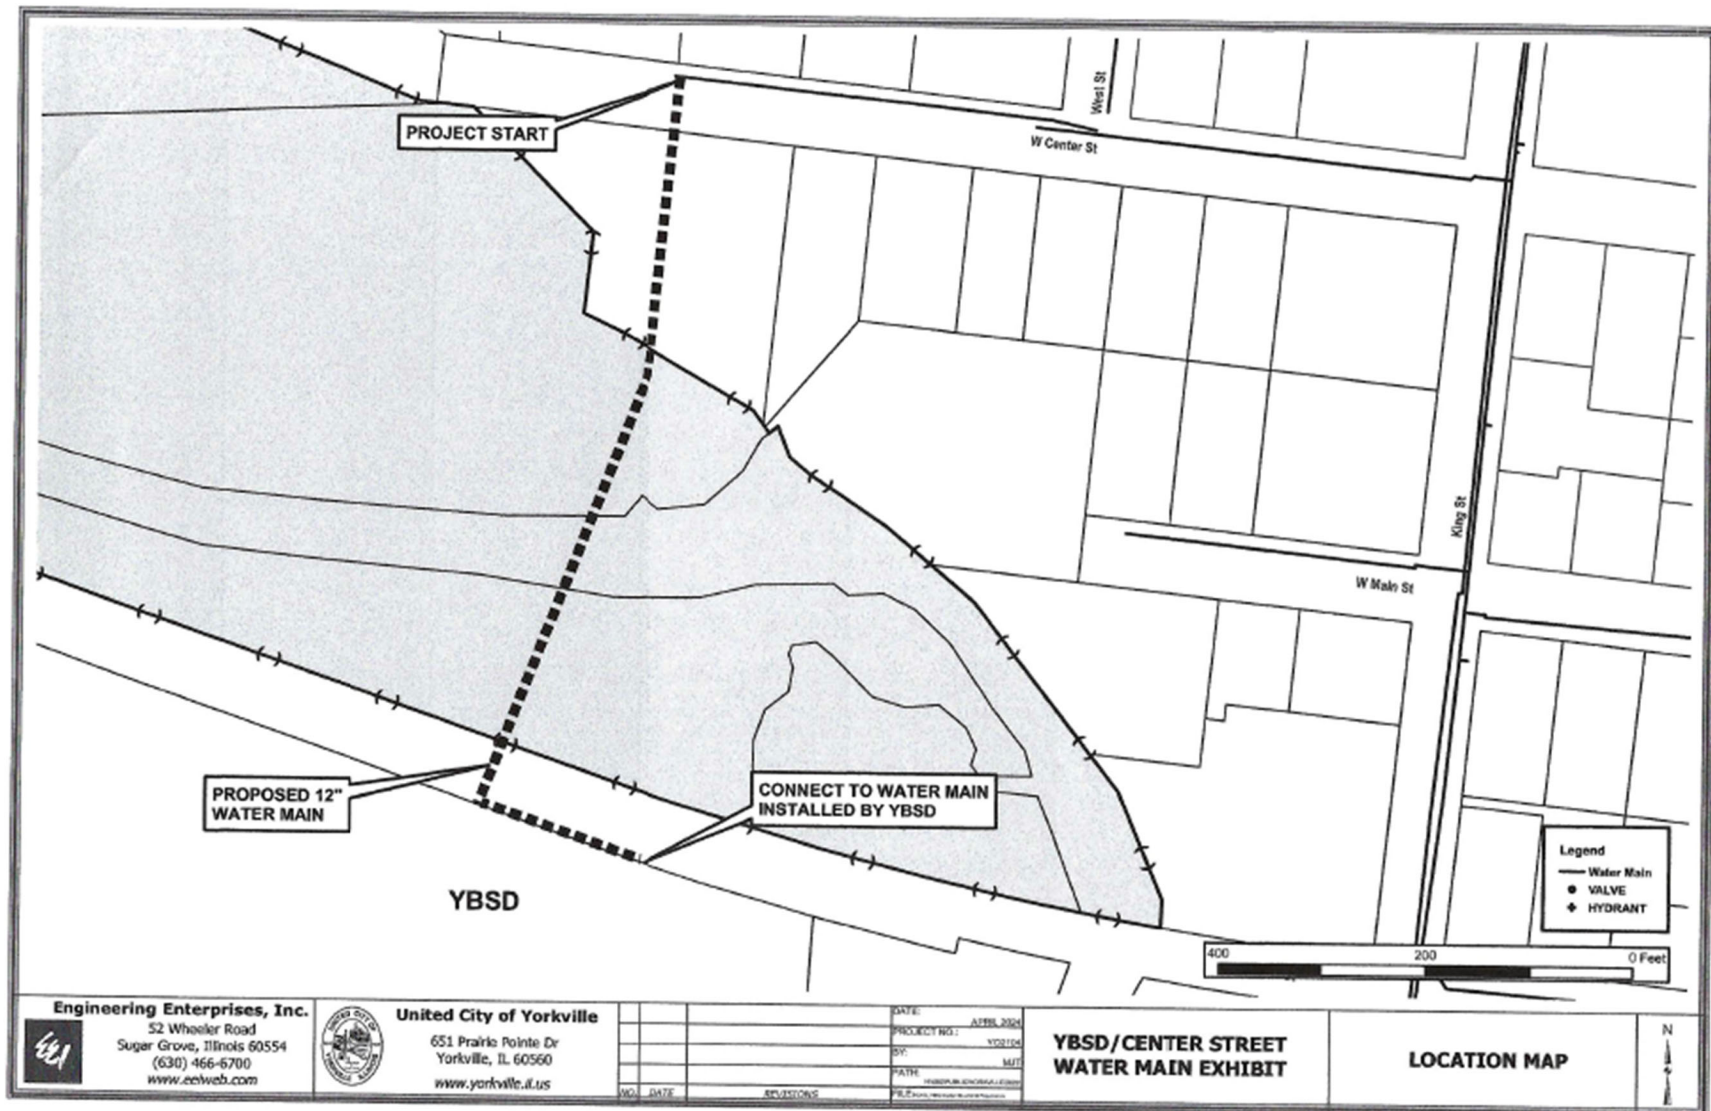 PROJECT START
West St
W Center St
King St
W Main St
PROPOSED 12"
WATER MAIN
CONNECT TO WATER MAIN
INSTALLED BY YBSD
YBSD
Legend
Water Main
VALVE
HYDRANT
400 200 0 Feet
Engineering Enterprises, Inc.
52 Wheeler Road
Sugar Grove, Illinois 60554
(630) 466-6700
www.eeiweb.com
EEI
United City of Yorkville
651 Prairie Pointe Dr
Yorkville, IL 60560
www.yorkville.il.us
NO. DATE REVISIONS
DATE:
APRIL 2024
PROJECT NO.:
YO2104
BY:
MJT
PATH:
FILE:
YBSD/CENTER STREET
WATER MAIN EXHIBIT
LOCATION MAP
N